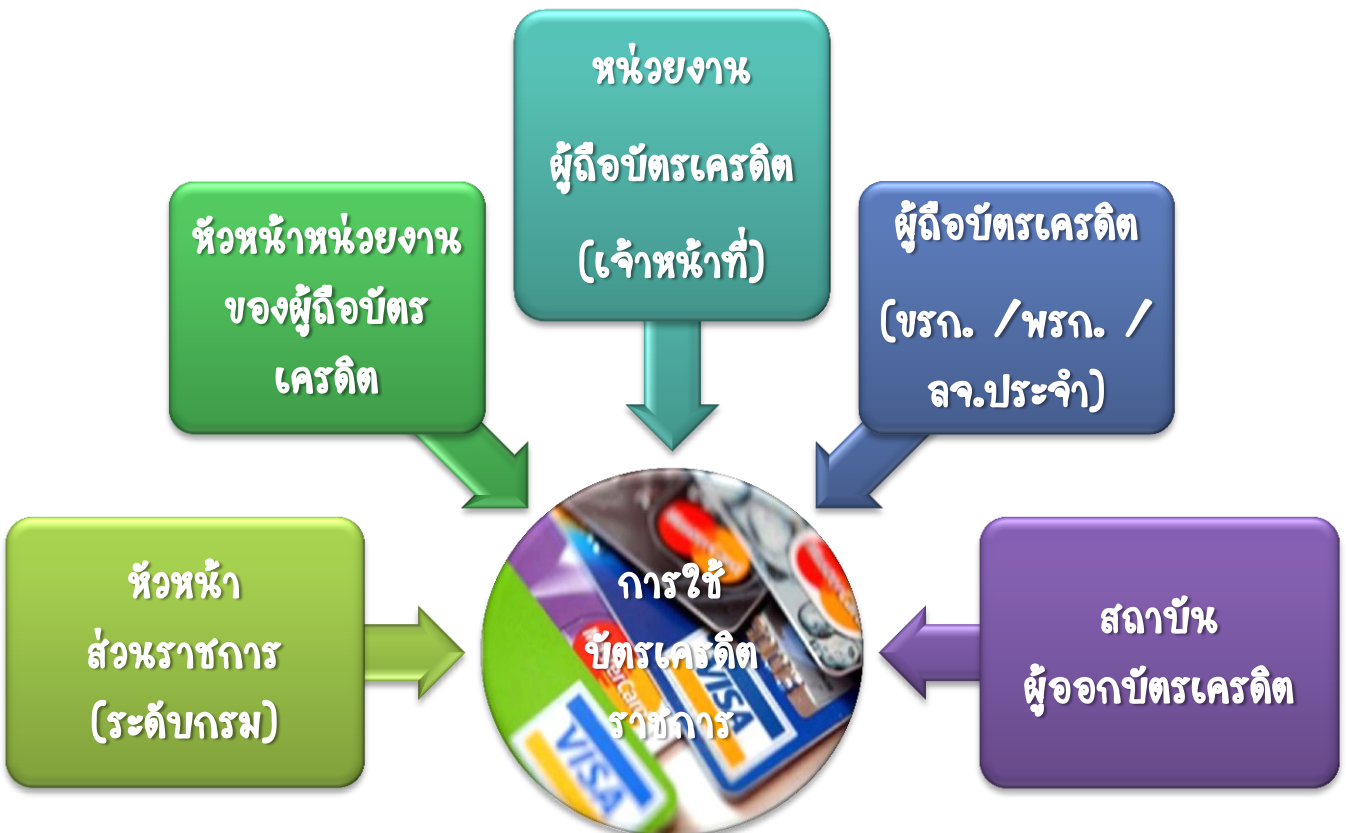 หน่วยงาน
ผู้ถือบัตรเครดิต
(เจ้าหน้าที่)
หัวหน้าหน่วยงาน
ของผู้ถือบัตร
เครดิต
ผู้ถือบัตรเครดิต
(ขรก. /พรก. /
ลจ.ประจำ)
หัวหน้า
ส่วนราชการ
(ระดับกรม)
การใช้
บัตรเครดิต
ราชการ
สถาบัน
ผู้ออกบัตรเครดิต
MasterCard
VISA
VISA